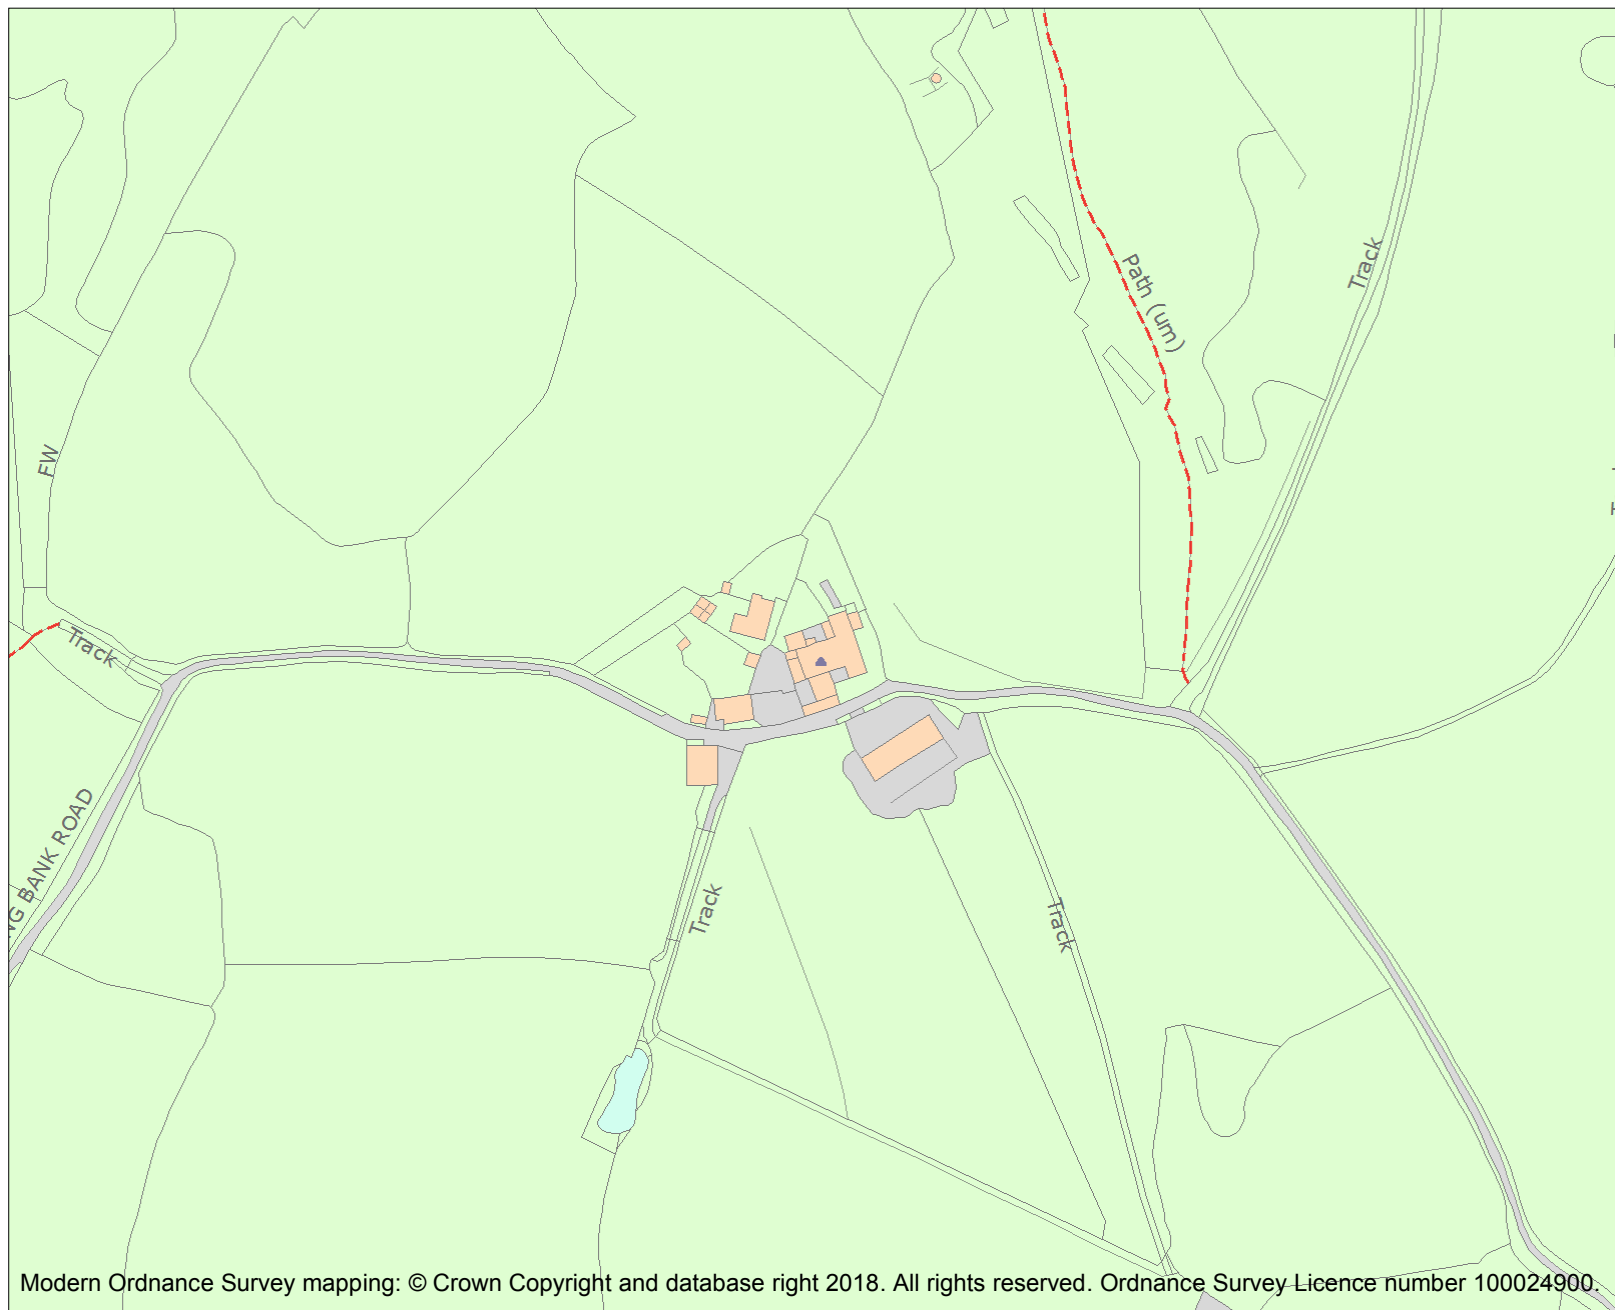 Path (um)
Track
FW
Track
NG BANK ROAD
Track
Track
Modern Ordnance Survey mapping: © Crown Copyright and database right 2018. All rights reserved. Ordnance Survey Licence number 100024900.